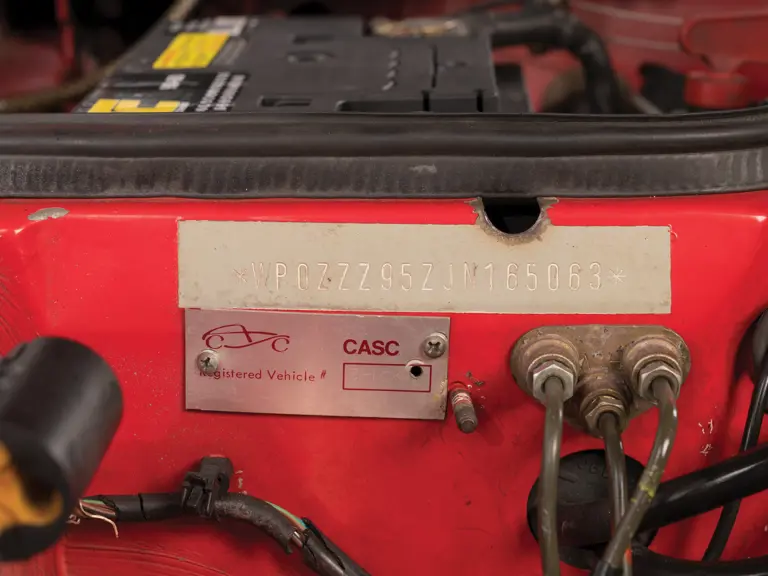 *WP0ZZZ95ZJN165063*
CASC
Registered Vehicle #